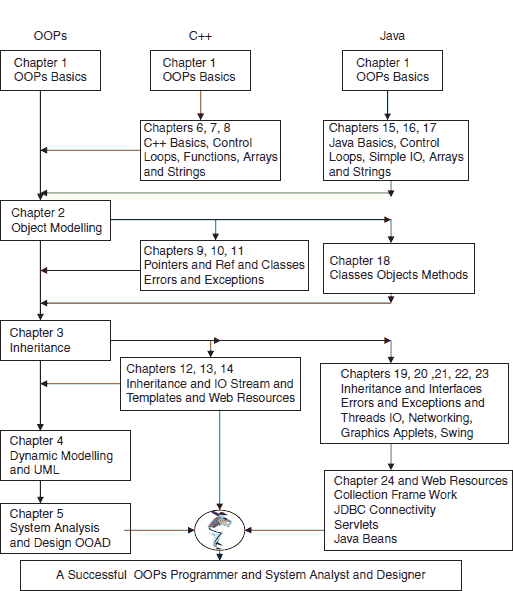 OOPs
C++
Java
Chapter 1
OOPs Basics
Chapter 1
OOPs Basics
Chapter 1
OOPs Basics
Chapters 6, 7, 8
C++ Basics, Control
Loops, Functions, Arrays
and Strings
Chapters 15, 16, 17
Java Basics, Control
Loops, Simple IO, Arrays
and Strings
Chapter 2
Object Modelling
Chapters 9, 10, 11
Pointers and Ref and Classes
Errors and Exceptions
Chapter 18
Classes Objects Methods
Chapter 3
Inheritance
Chapters 12, 13, 14
Inheritance and IO Stream and
Templates and Web Resources
Chapters 19, 20 ,21, 22, 23
Inheritance and Interfaces
Errors and Exceptions and
Threads IO, Networking,
Graphics Applets, Swing
Chapter 4
Dynamic Modelling
and UML
Chapter 24 and Web Resources
Collection Frame Work
JDBC Connectivity
Servlets
Java Beans
Chapter 5
System Analysis
and Design OOAD
A Successful OOPs Programmer and System Analyst and Designer